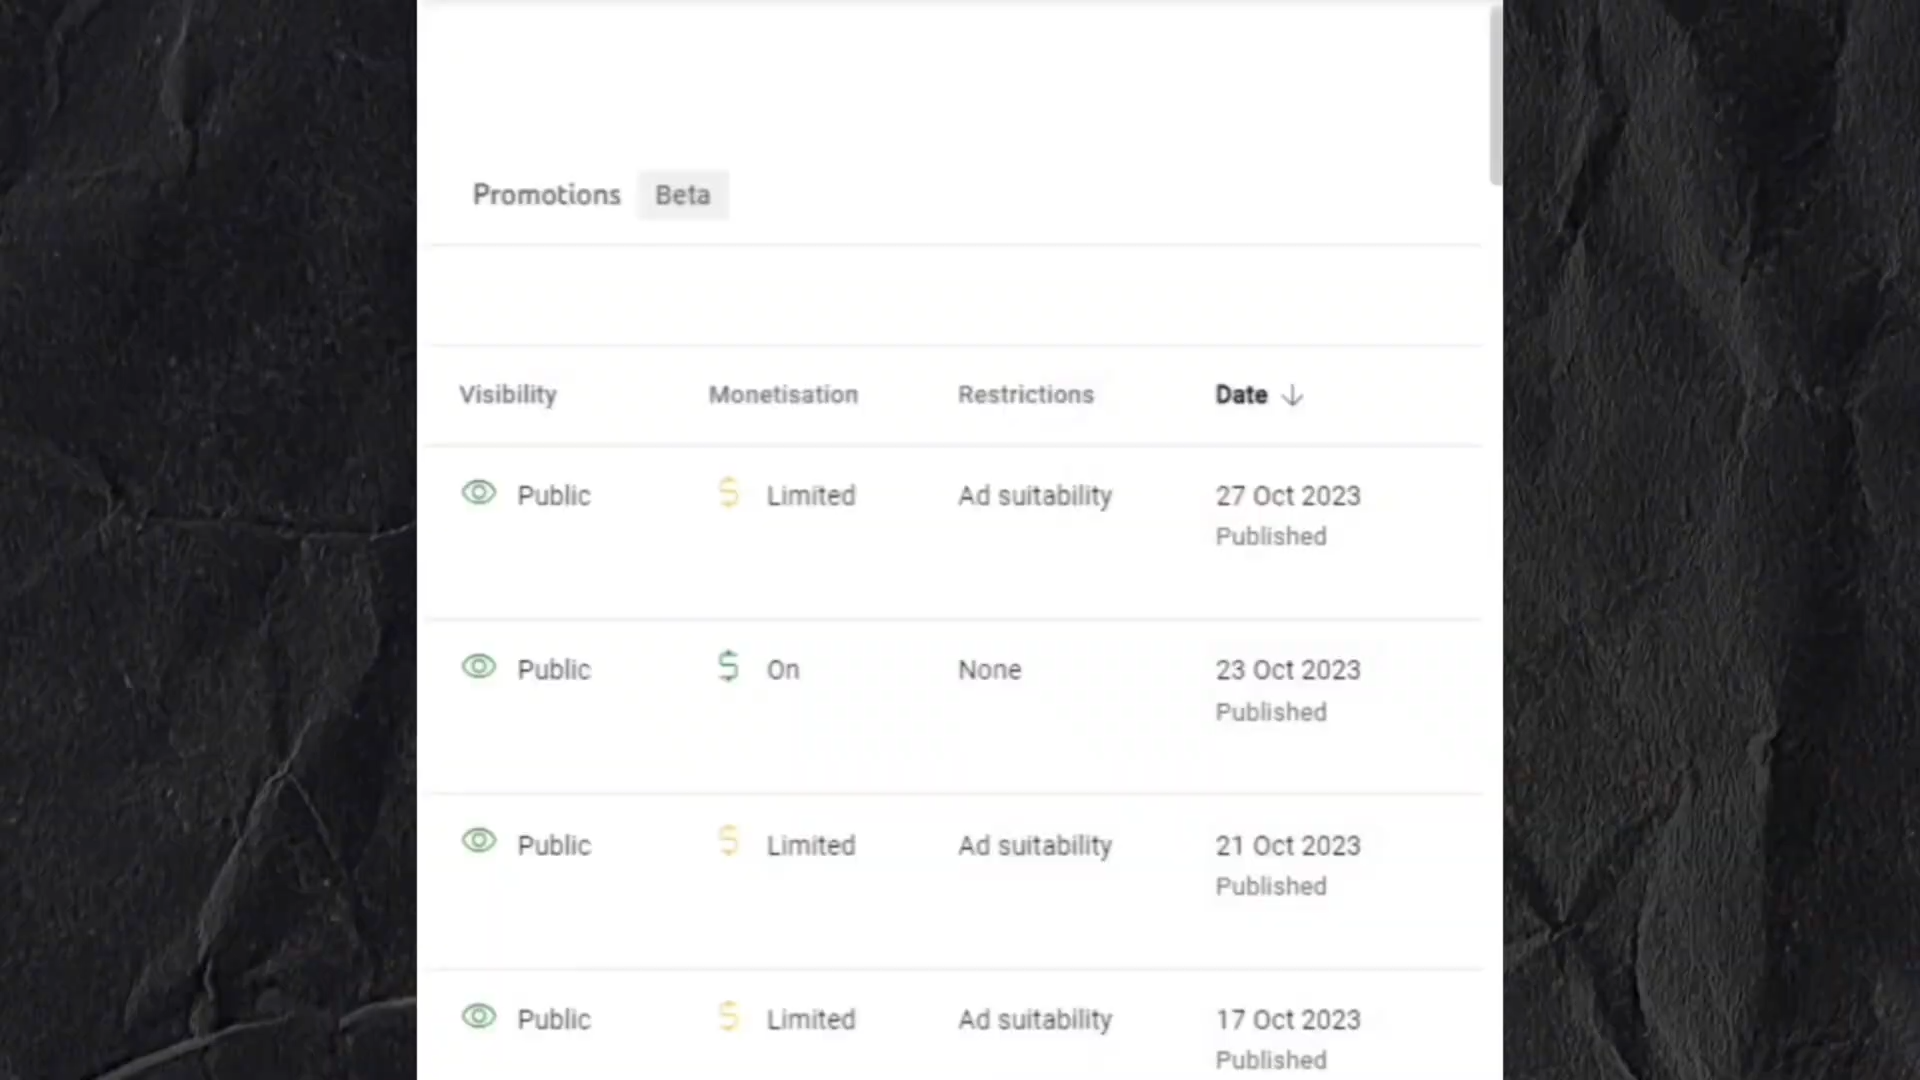 Promotions Beta
Visibility Monetisation Restrictions Date
Public Limited Ad suitability 27 Oct 2023
Published
Public On None 23 Oct 2023
Published
Public Limited Ad suitability 21 Oct 2023
Published
Public Limited Ad suitability 17 Oct 2023
Published